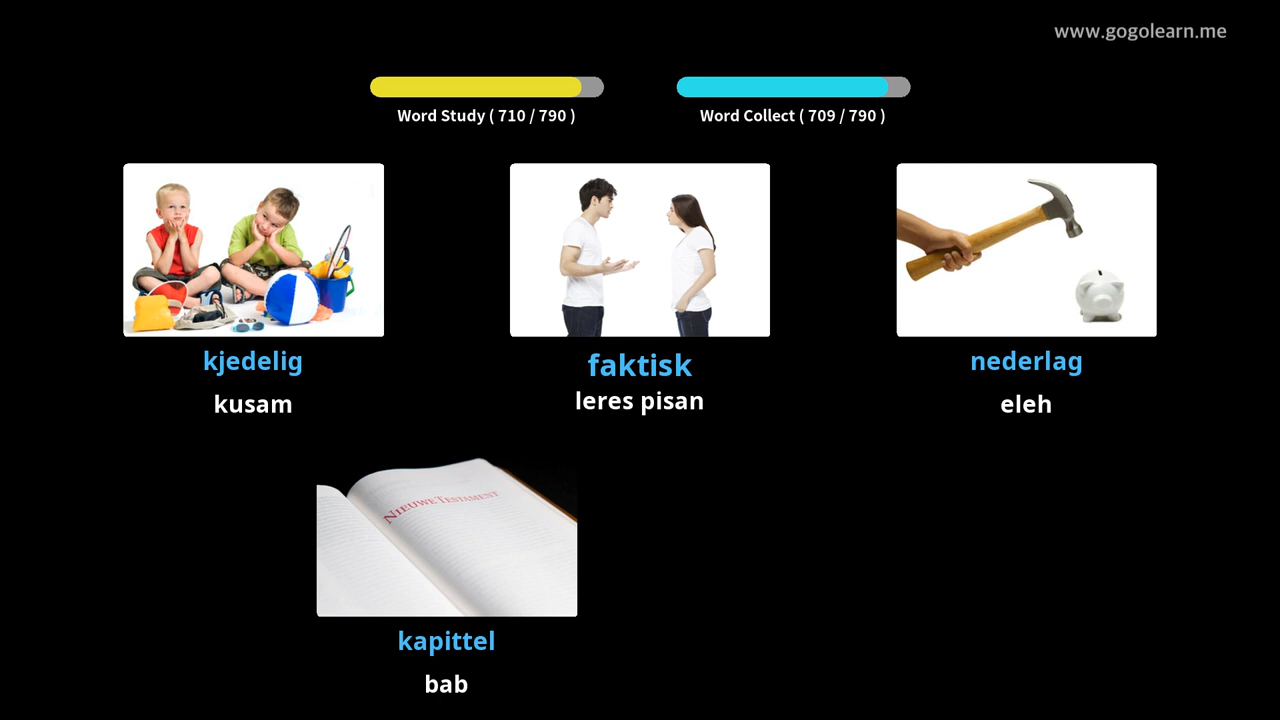 www.gogolearn.me
Word Study ( 710 / 790 )
Word Collect ( 709 / 790 )
kjedelig
kusam
faktisk
leres pisan
nederlag
eleh
NIEUWE TESTAMENT
kapittel
bab